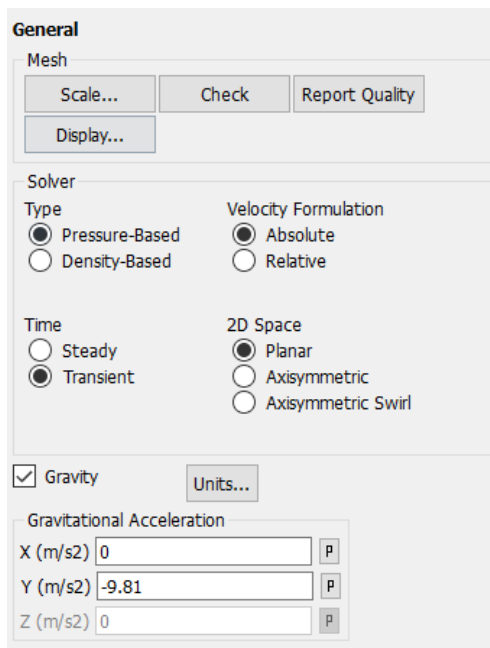 General
Mesh
Scale... Check Report Quality
Display...
Solver
Type Velocity Formulation
Pressure-Based Absolute
Density-Based Relative
Time 2D Space
Steady Planar
Transient Axisymmetric
Axisymmetric Swirl
Gravity Units...
Gravitational Acceleration
X (m/s2) 0 P
Y (m/s2) -9.81 P
Z (m/s2) 0 P